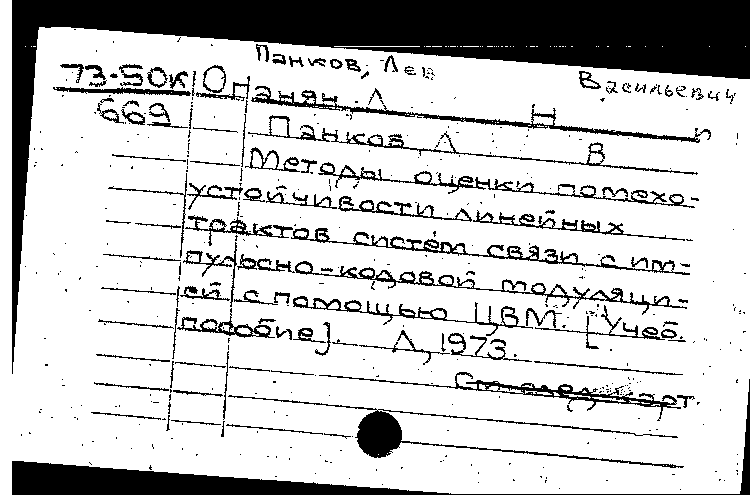 Панков, Лев Васильевич
73-50К Оганян, Л Н п
669 Панков, Л В
Методы оценки помехо-
устойчивости линейных
трактов систем связи с им-
пульсно-кодовой модуляци-
ей с помощью ЦВМ. [Учеб.
пособие]. Л, 1973.